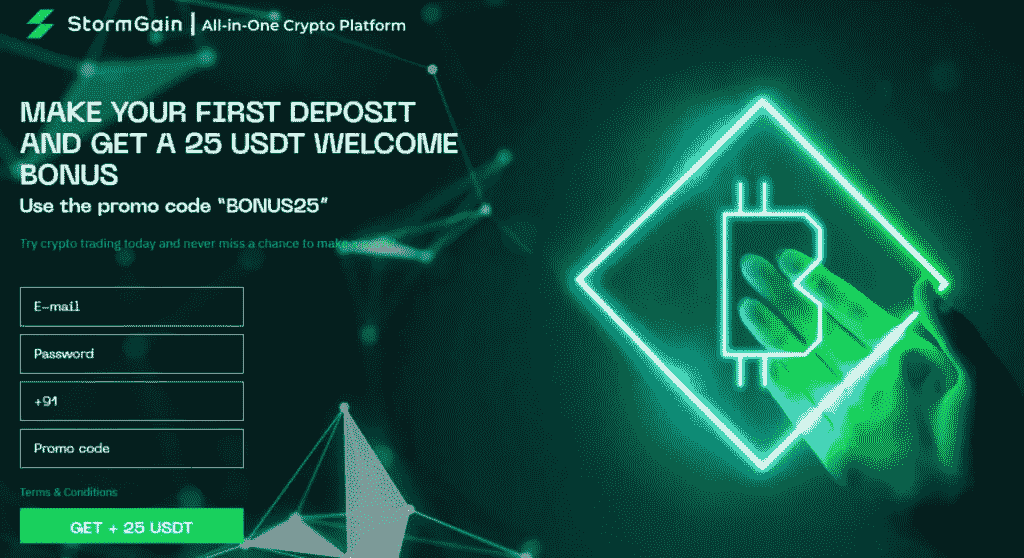 StormGain | All-in-One Crypto Platform
MAKE YOUR FIRST DEPOSIT
AND GET A 25 USDT WELCOME
BONUS
Use the promo code "BONUS25"
Try crypto trading today and never miss a chance to make
E-mail
Password
+91
Promo code
Terms & Conditions
GET + 25 USDT